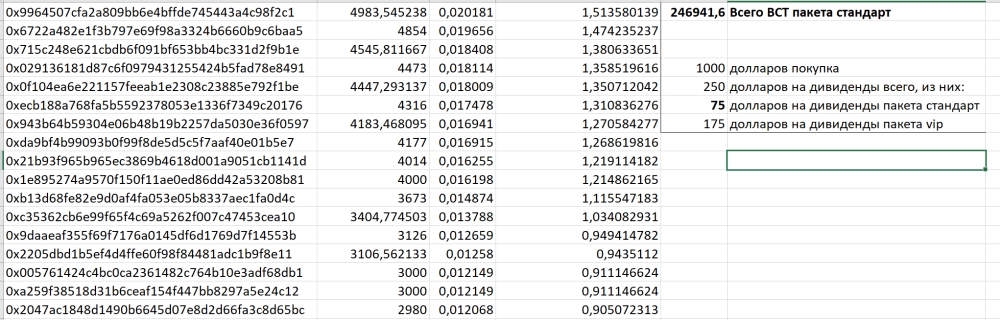 0x9964507cfa2a809bb6e4bffde745443a4c98f2c1 4983,545238 0,020181 1,513580139 246941,6 Всего BCT пакета стандарт
0x6722a482e1f3b797e69f98a3324b6660b9c6baa5 4854 0,019656 1,474235237
0x715c248e621cbdb6f091bf653bb4bc331d2f9b1e 4545,811667 0,018408 1,380633651
0x029136181d87c6f0979431255424b5fad78e8491 4473 0,018114 1,358519616 1000 долларов покупка
0x0f104ea6e221157feeab1e2308c23885e792f1be 4447,293137 0,018009 1,350712042 250 долларов на дивиденды всего, из них:
0xecb188a768fa5b5592378053e1336f7349c20176 4316 0,017478 1,310836276 75 долларов на дивиденды пакета стандарт
0x943b64b59304e06b48b19b2257da5030e36f0597 4183,468095 0,016941 1,270584277 175 долларов на дивиденды пакета vip
0xda9bf4b99093b0f99f8de5d5c5f7aaf40e01b5e7 4177 0,016915 1,268619816
0x21b93f965b965ec3869b4618d001a9051cb1141d 4014 0,016255 1,219114182
0x1e895274a9570f150f11ae0ed86dd42a53208b81 4000 0,016198 1,214862165
0xb13d68fe82e9d0af4fa053e05b8337aec1fa0d4c 3673 0,014874 1,115547183
0xc35362cb6e99f65f4c69a5262f007c47453cea10 3404,774503 0,013788 1,034082931
0x9daaeaf355f69f7176a0145df6d1769d7f14553b 3126 0,012659 0,949414782
0x2205dbd1b5ef4d4ffe60f98f84481adc1b9f8e11 3106,562133 0,01258 0,9435112
0x005761424c4bc0ca2361482c764b10e3adf68db1 3000 0,012149 0,911146624
0xa259f38518d31b6ceaf154f447bb8297a5e24c12 3000 0,012149 0,911146624
0x2047ac1848d1490b6645d07e8d2d66fa3c8d65bc 2980 0,012068 0,905072313